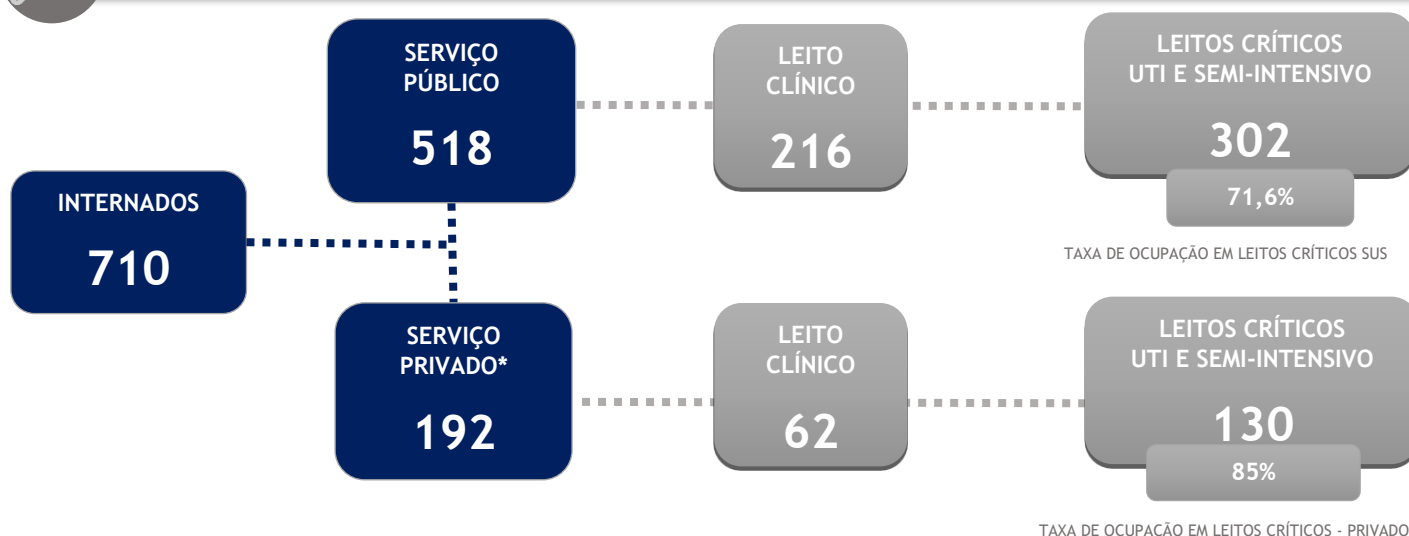 INTERNADOS
710
SERVIÇO
PÚBLICO
518
LEITO
CLÍNICO
216
LEITOS CRÍTICOS
UTI E SEMI-INTENSIVO
302
71,6%
TAXA DE OCUPAÇÃO EM LEITOS CRÍTICOS SUS
SERVIÇO
PRIVADO*
192
LEITO
CLÍNICO
62
LEITOS CRÍTICOS
UTI E SEMI-INTENSIVO
130
85%
TAXA DE OCUPAÇÃO EM LEITOS CRÍTICOS - PRIVADO